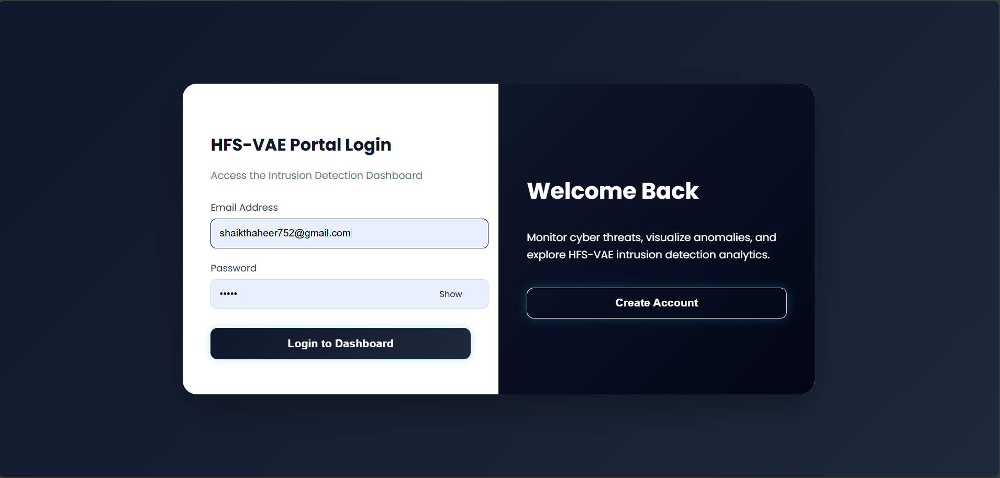 HFS-VAE Portal Login
Access the Intrusion Detection Dashboard
Email Address
shaikthaheer752@gmail.com
Password
•••••
Show
Login to Dashboard
Welcome Back
Monitor cyber threats, visualize anomalies, and
explore HFS-VAE intrusion detection analytics.
Create Account